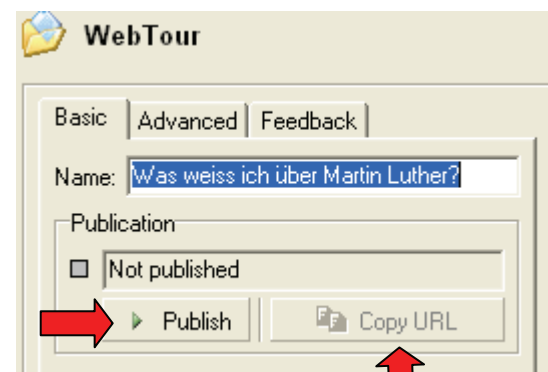 WebTour
Basic Advanced Feedback
Name: Was weiss ich über Martin Luther?
Publication
Not published
Publish Copy URL